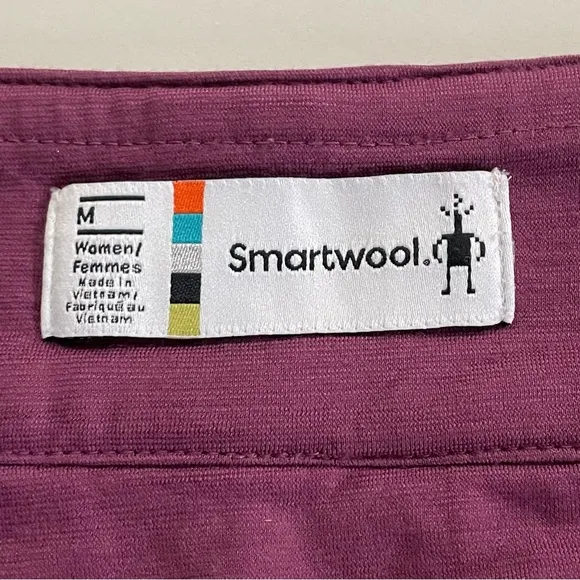 M
Women/
Femmes
Made in
Vietnam/
Fabriqué au
Vietnam
Smartwool.